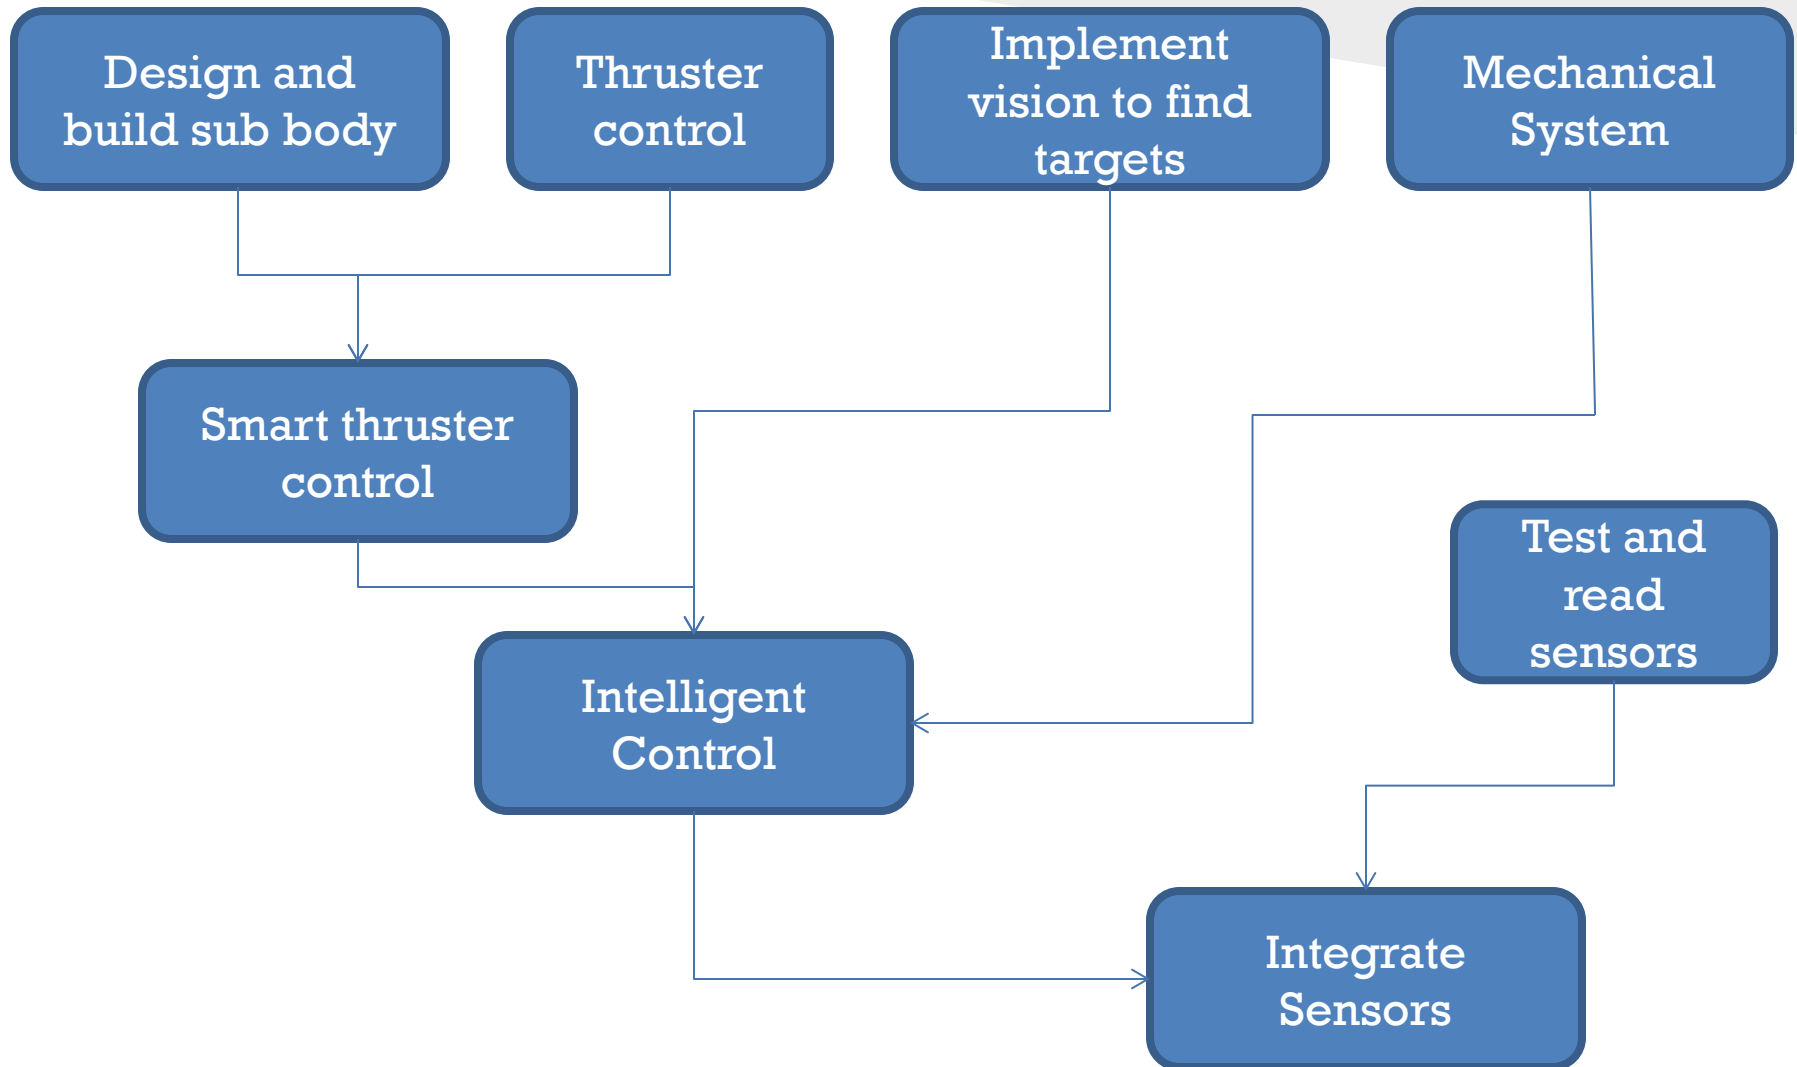 Design and
build sub body
Thruster
control
Implement
vision to find
targets
Mechanical
System
Smart thruster
control
Test and
read
sensors
Intelligent
Control
Integrate
Sensors